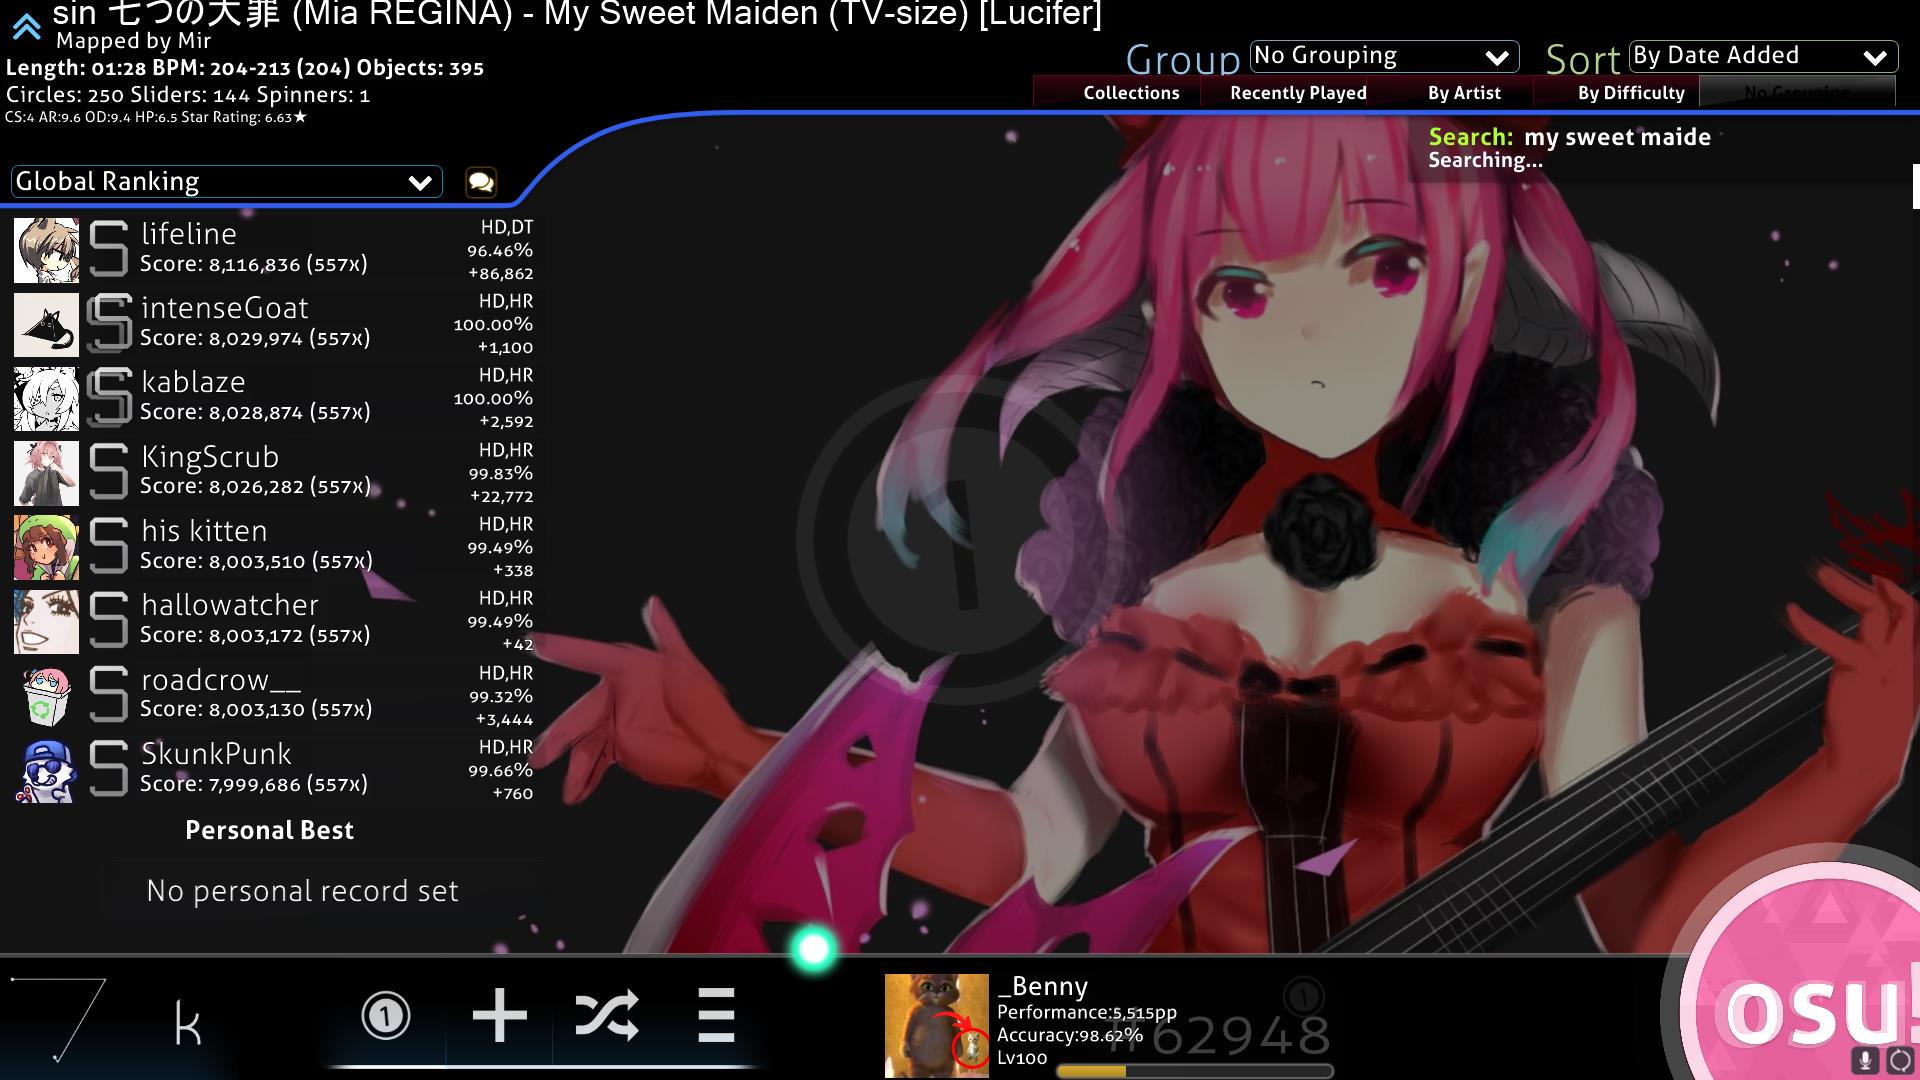 sin 七つの大罪 (Mia REGINA) - My Sweet Maiden (TV-size) [Lucifer]
Mapped by Mir
Length: 01:28 BPM: 204-213 (204) Objects: 395
Circles: 250 Sliders: 144 Spinners: 1
CS:4 AR:9.6 OD:9.4 HP:6.5 Star Rating: 6.63★
Group No Grouping
Sort By Date Added
Collections Recently Played By Artist By Difficulty No Grouping
Search: my sweet maide
Searching...
Global Ranking
lifeline HD,DT
96.46%
Score: 8,116,836 (557x)
+86,862
intenseGoat HD,HR
100.00%
Score: 8,029,974 (557x)
+1,100
kablaze HD,HR
100.00%
Score: 8,028,874 (557x)
+2,592
KingScrub HD,HR
99.83%
Score: 8,026,282 (557x)
+22,772
his kitten HD,HR
99.49%
Score: 8,003,510 (557x)
+338
hallowatcher HD,HR
99.49%
Score: 8,003,172 (557x)
+42
roadcrow__ HD,HR
99.32%
Score: 8,003,130 (557x)
+3,444
SkunkPunk HD,HR
99.66%
Score: 7,999,686 (557x)
+760
Personal Best
No personal record set
k
1
_Benny
Performance:5,515pp
Accuracy:98.62%
Lv100
#62948
osu!